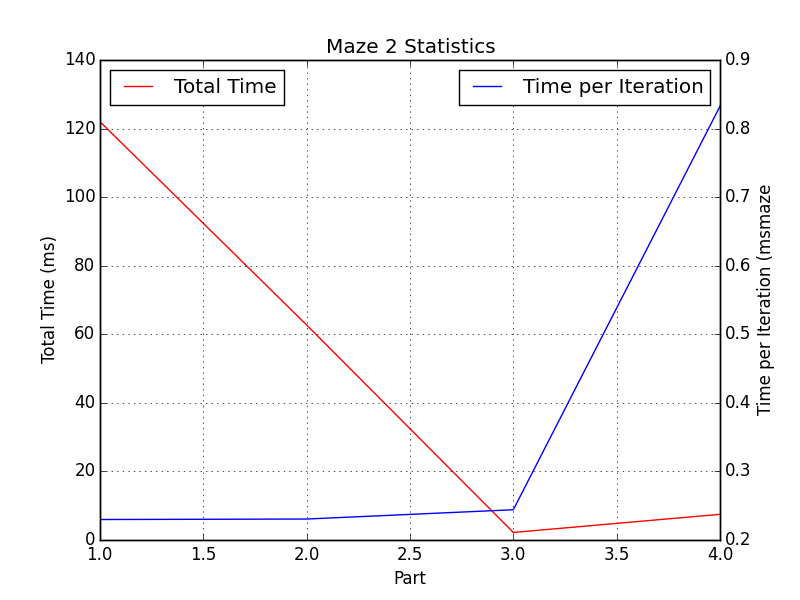 Maze 2 Statistics
Total Time
Time per Iteration
140
120
100
80
60
40
20
0
Total Time (ms)
0.9
0.8
0.7
0.6
0.5
0.4
0.3
0.2
Time per Iteration (msmaze
1.0 1.5 2.0 2.5 3.0 3.5 4.0
Part